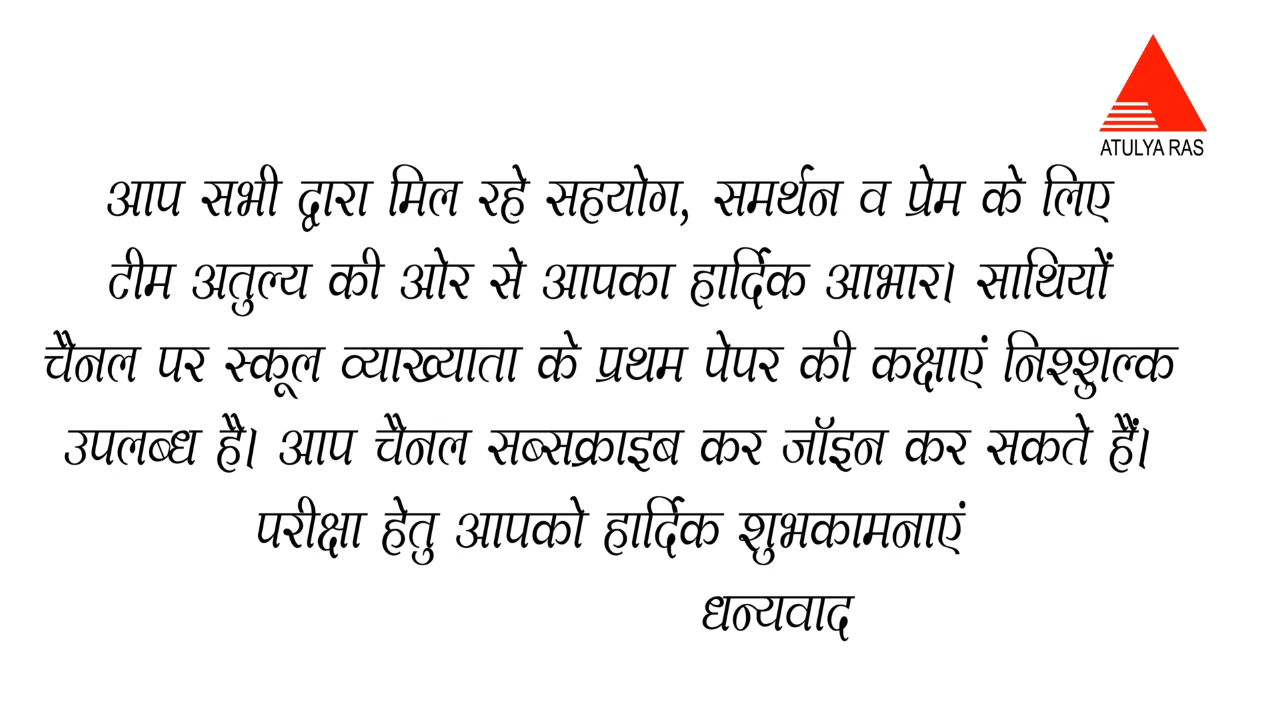 ATULYA RAS
आप सभी द्वारा मिल रहे सहयोग, समर्थन व प्रेम के लिए
टीम अतुल्य की ओर से आपका हार्दिक आभार। साथियों
चैनल पर स्कूल व्याख्याता के प्रथम पेपर की कक्षाएं निश्शुल्क
उपलब्ध है। आप चैनल सब्सक्राइब कर जॉइन कर सकते हैं।
परीक्षा हेतु आपको हार्दिक शुभकामनाएं
धन्यवाद